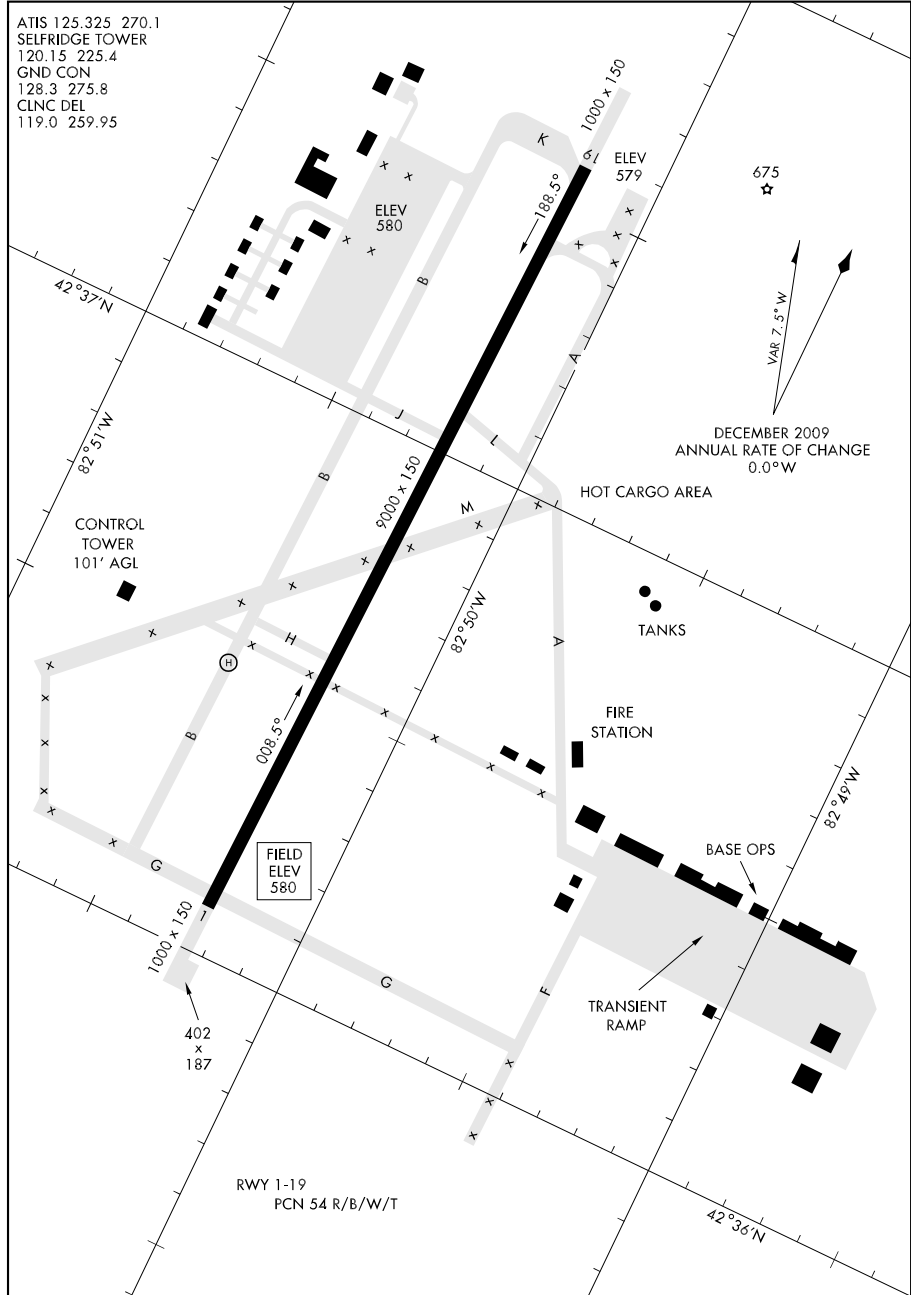 ATIS 125.325 270.1
SELFRIDGE TOWER
120.15 225.4
GND CON
128.3 275.8
CLNC DEL
119.0 259.95
1000 x 150
K
19
ELEV
579
675
188.5°
ELEV
580
B
42°37'N
VAR 7.5° W
A
J
L
DECEMBER 2009
ANNUAL RATE OF CHANGE
0.0° W
82°51'W
B
9000 x 150
M
HOT CARGO AREA
CONTROL
TOWER
101' AGL
82°50'W
TANKS
H
A
H
008.5°
B
FIRE
STATION
82°49'W
G
FIELD
ELEV
580
BASE OPS
1
1000 x 150
G
F
TRANSIENT
RAMP
402
x
187
RWY 1-19
PCN 54 R/B/W/T
42°36'N